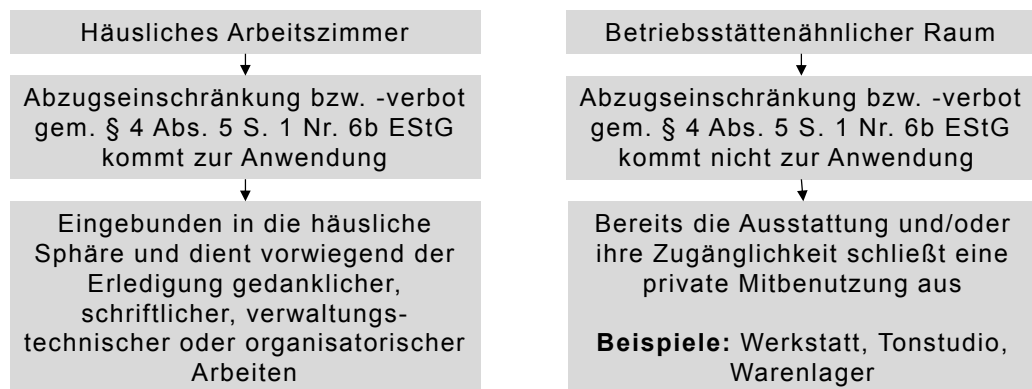 Häusliches Arbeitszimmer
Abzugseinschränkung bzw. -verbot
gem. § 4 Abs. 5 S. 1 Nr. 6b EStG
kommt zur Anwendung
Eingebunden in die häusliche
Sphäre und dient vorwiegend der
Erledigung gedanklicher,
schriftlicher, verwaltungs-
technischer oder organisatorischer
Arbeiten
Betriebsstättenähnlicher Raum
Abzugseinschränkung bzw. -verbot
gem. § 4 Abs. 5 S. 1 Nr. 6b EStG
kommt nicht zur Anwendung
Bereits die Ausstattung und/oder
ihre Zugänglichkeit schließt eine
private Mitbenutzung aus
Beispiele: Werkstatt, Tonstudio,
Warenlager